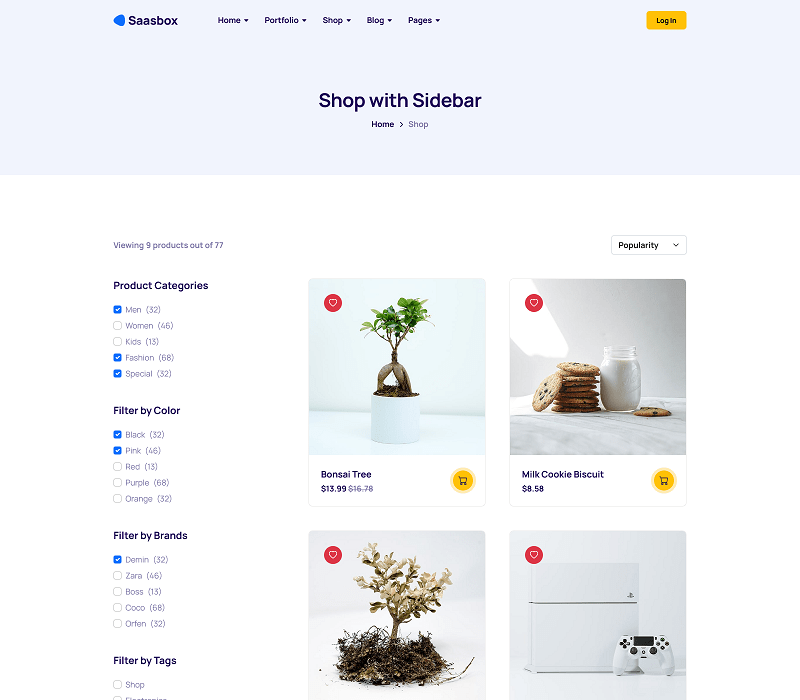 Saasbox
Home
Portfolio
Shop
Blog
Pages
Log In
Shop with Sidebar
Home > Shop
Viewing 9 products out of 77
Popularity
Product Categories
Men (32)
Women (46)
Kids (13)
Fashion (68)
Special (32)
Filter by Color
Black (32)
Pink (46)
Red (13)
Purple (68)
Orange (32)
Filter by Brands
Demin (32)
Zara (46)
Boss (13)
Coco (68)
Orfen (32)
Filter by Tags
Shop
Electronics
Bonsai Tree
$13.99 $16.78
Milk Cookie Biscuit
$8.58